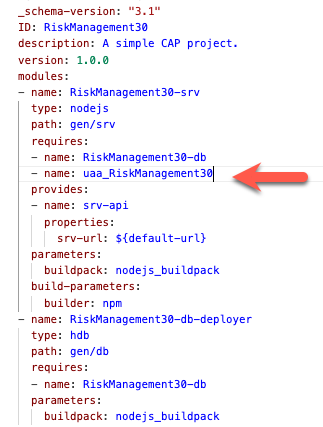 _schema-version: "3.1"
ID: RiskManagement30
description: A simple CAP project.
version: 1.0.0
modules:
- name: RiskManagement30-srv
type: nodejs
path: gen/srv
requires:
- name: RiskManagement30-db
- name: uaa_RiskManagement30
provides:
- name: srv-api
properties:
srv-url: ${default-url}
parameters:
buildpack: nodejs_buildpack
build-parameters:
builder: npm
- name: RiskManagement30-db-deployer
type: hdb
path: gen/db
requires:
- name: RiskManagement30-db
parameters:
buildpack: nodejs_buildpack